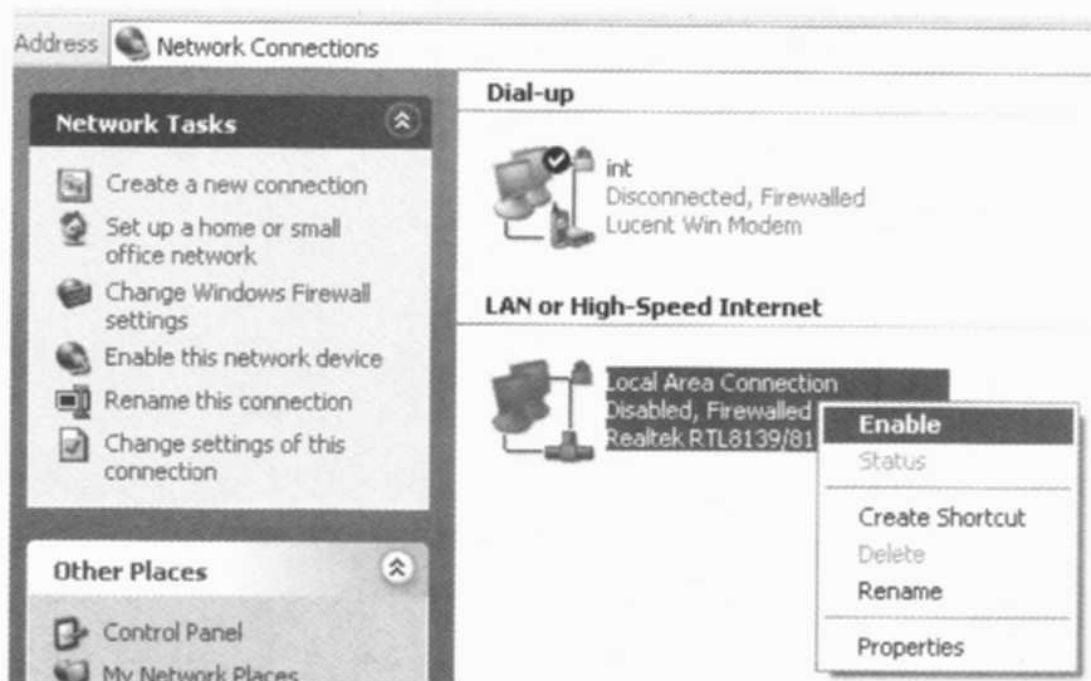 Address Network Connections
Network Tasks
Create a new connection
Set up a home or small
office network
Change Windows Firewall
settings
Enable this network device
Rename this connection
Change settings of this
connection
Other Places
Control Panel
My Network Places
Dial-up
int
Disconnected, Firewalled
Lucent Win Modem
LAN or High-Speed Internet
Local Area Connection
Disabled, Firewalled
Realtek RTL8139/81
Enable
Status
Create Shortcut
Delete
Rename
Properties